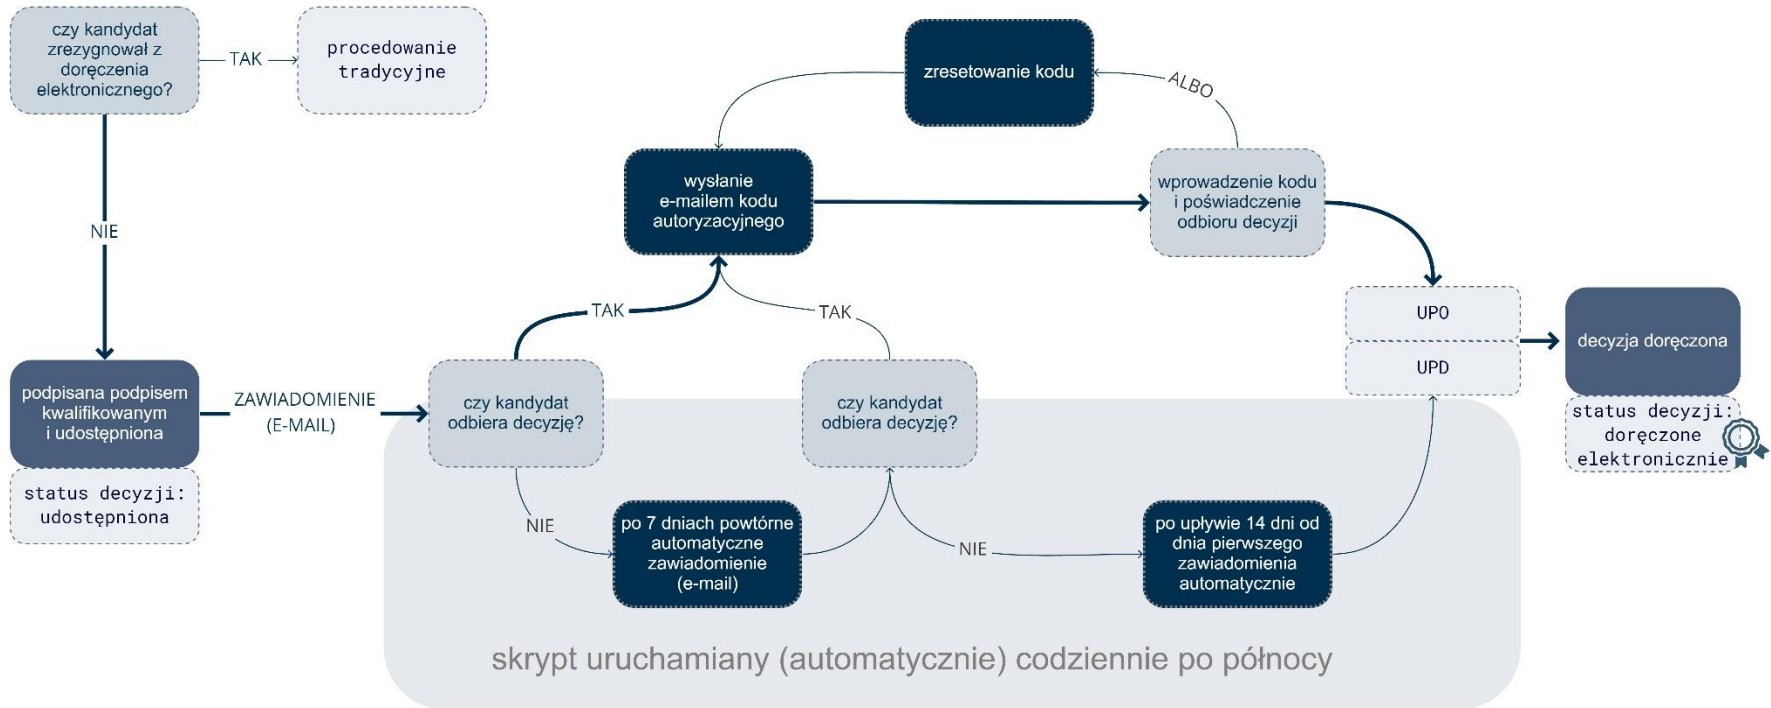 czy kandydat
zrezygnował z
doręczenia
elektronicznego?
TAK
procedowanie
tradycyjne
NIE
podpisana podpisem
kwalifikowanym
i udostępniona
status decyzji:
udostępniona
ZAWIADOMIENIE
(E-MAIL)
czy kandydat
odbiera decyzję?
TAK
wysłanie
e-mailem kodu
autoryzacyjnego
zresetowanie kodu
ALBO
wprowadzenie kodu
i poświadczenie
odbioru decyzji
NIE
po 7 dniach powtórne
automatyczne
zawiadomienie
(e-mail)
czy kandydat
odbiera decyzję?
TAK
NIE
po upływie 14 dni od
dnia pierwszego
zawiadomienia
automatycznie
UPO
UPD
decyzja doręczona
status decyzji:
doręczone
elektronicznie
skrypt uruchamiany (automatycznie) codziennie po północy